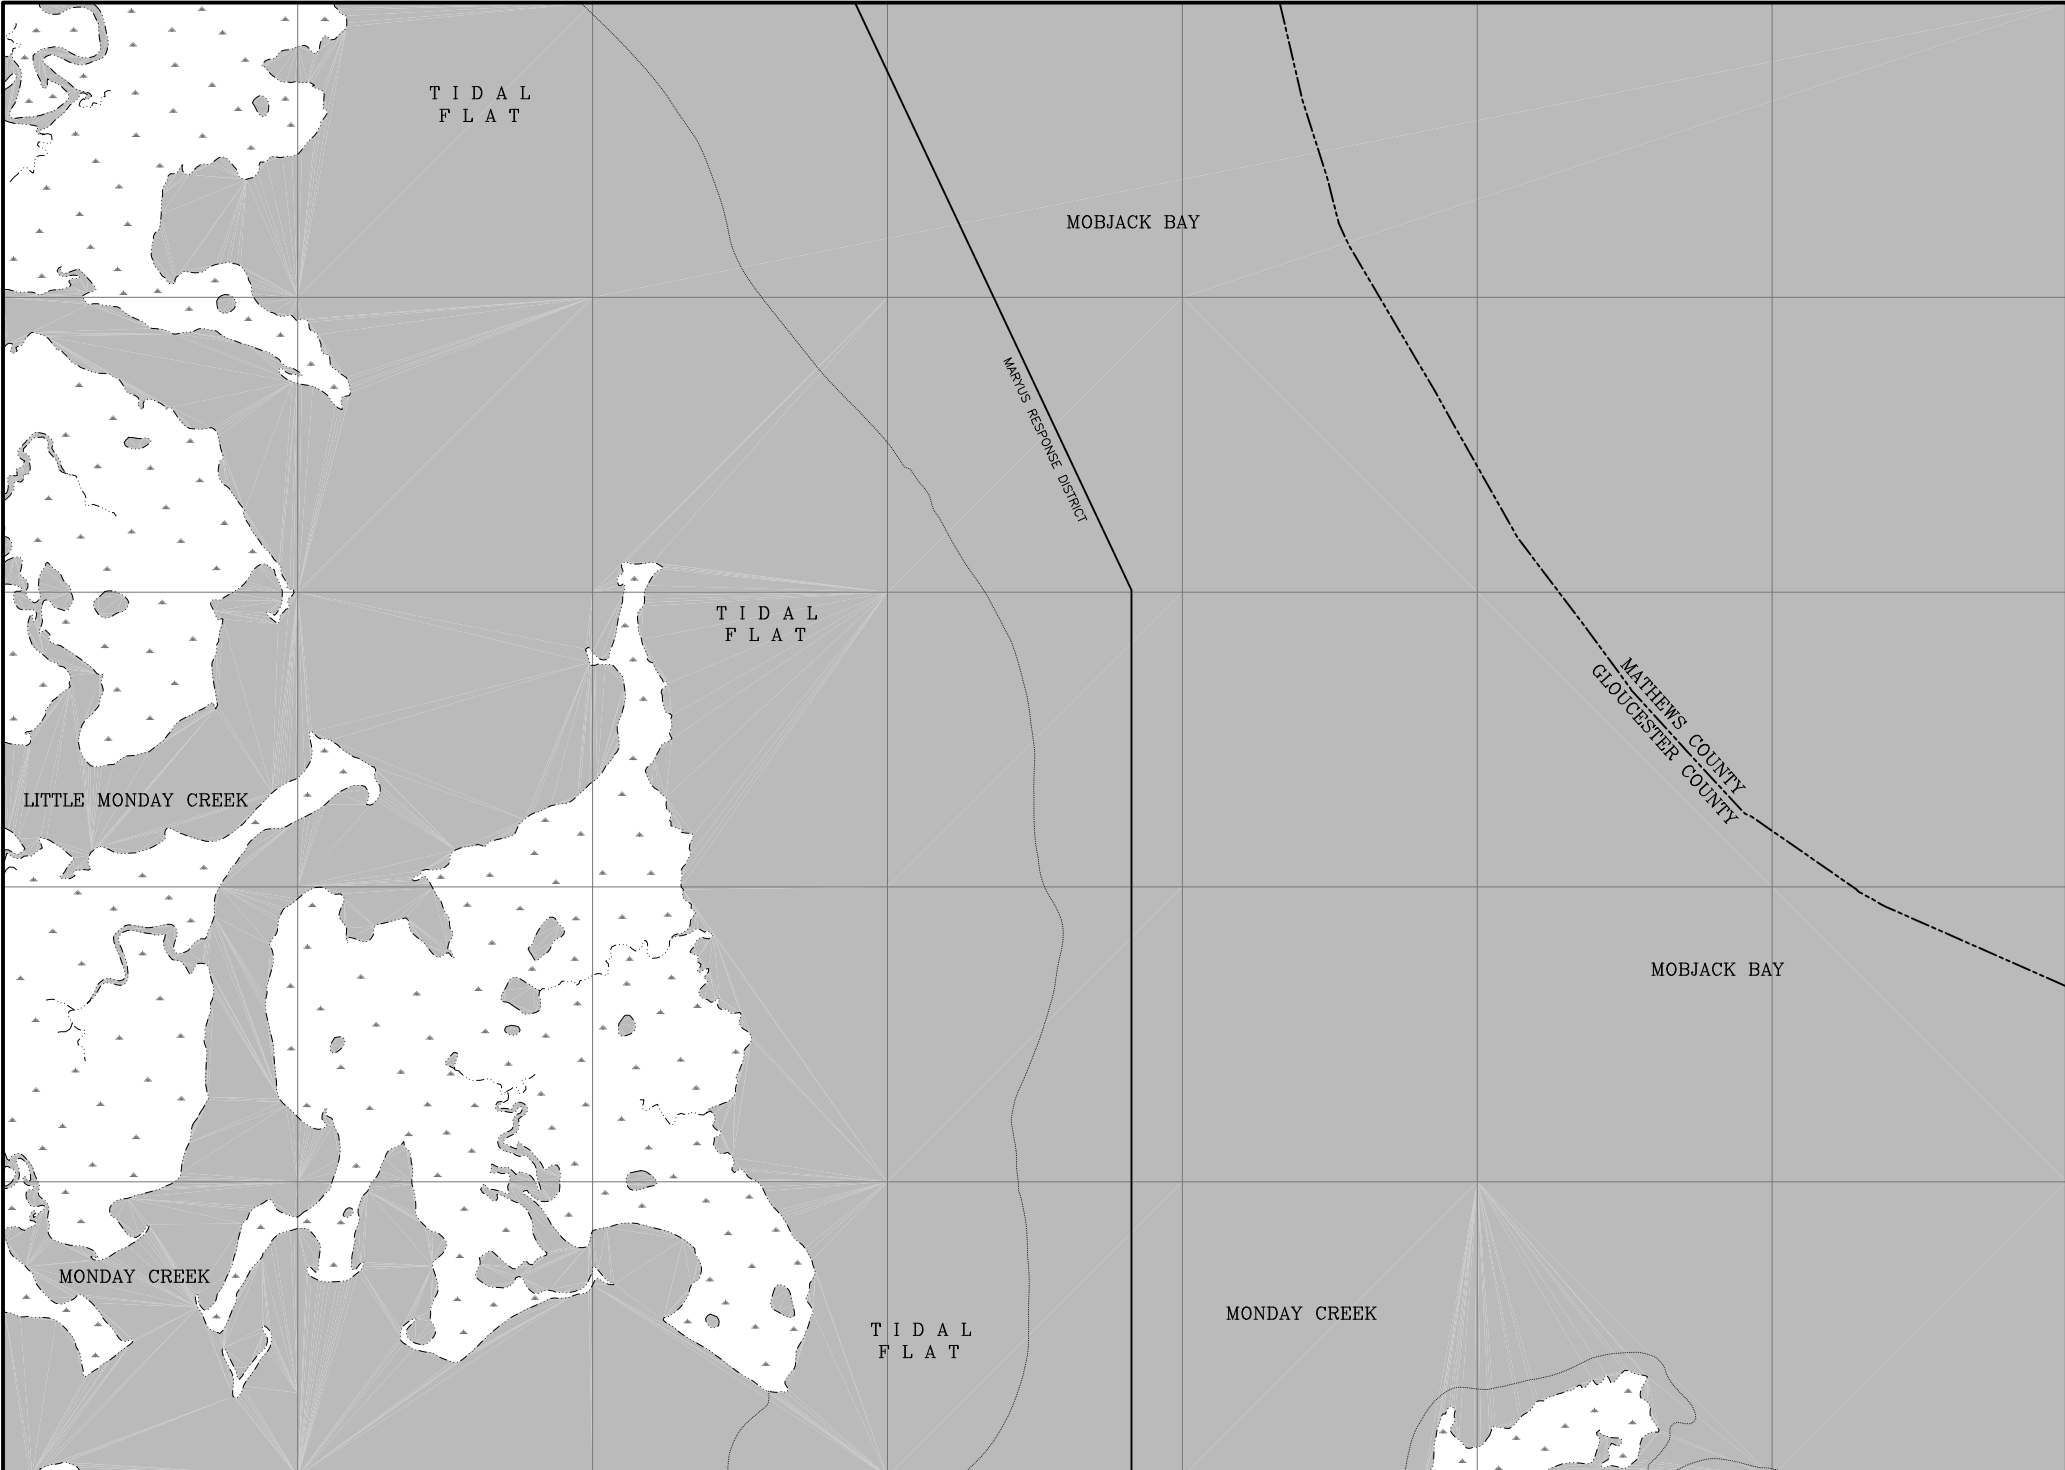 T I D A L
F L A T
MOBJACK BAY
MARYUS RESPONSE DISTRICT
T I D A L
F L A T
MATHEWS COUNTY
GLOUCESTER COUNTY
LITTLE MONDAY CREEK
MOBJACK BAY
MONDAY CREEK
MONDAY CREEK
T I D A L
F L A T